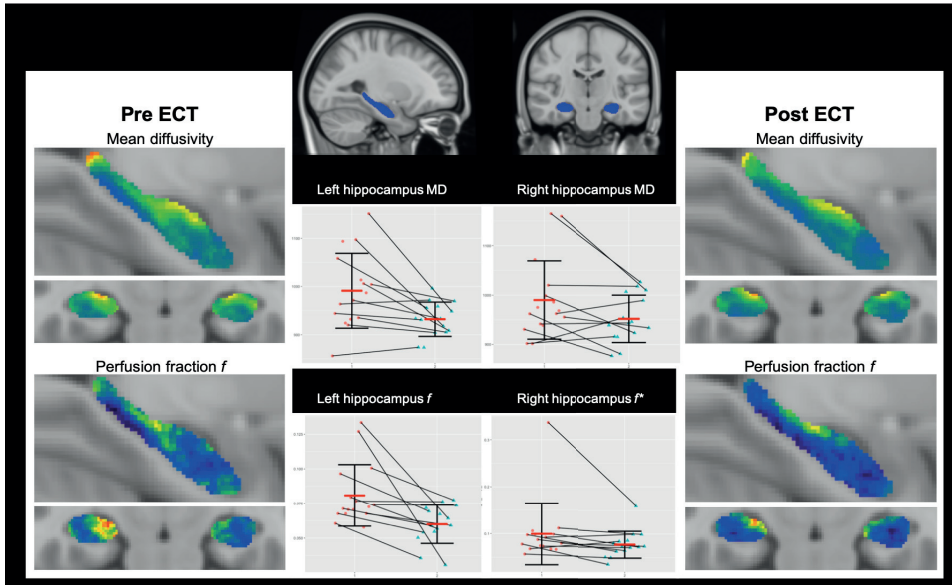 Pre ECT
Mean diffusivity
Perfusion fraction f
Left hippocampus MD
Right hippocampus MD
Left hippocampus f
Right hippocampus f*
Post ECT
Mean diffusivity
Perfusion fraction f